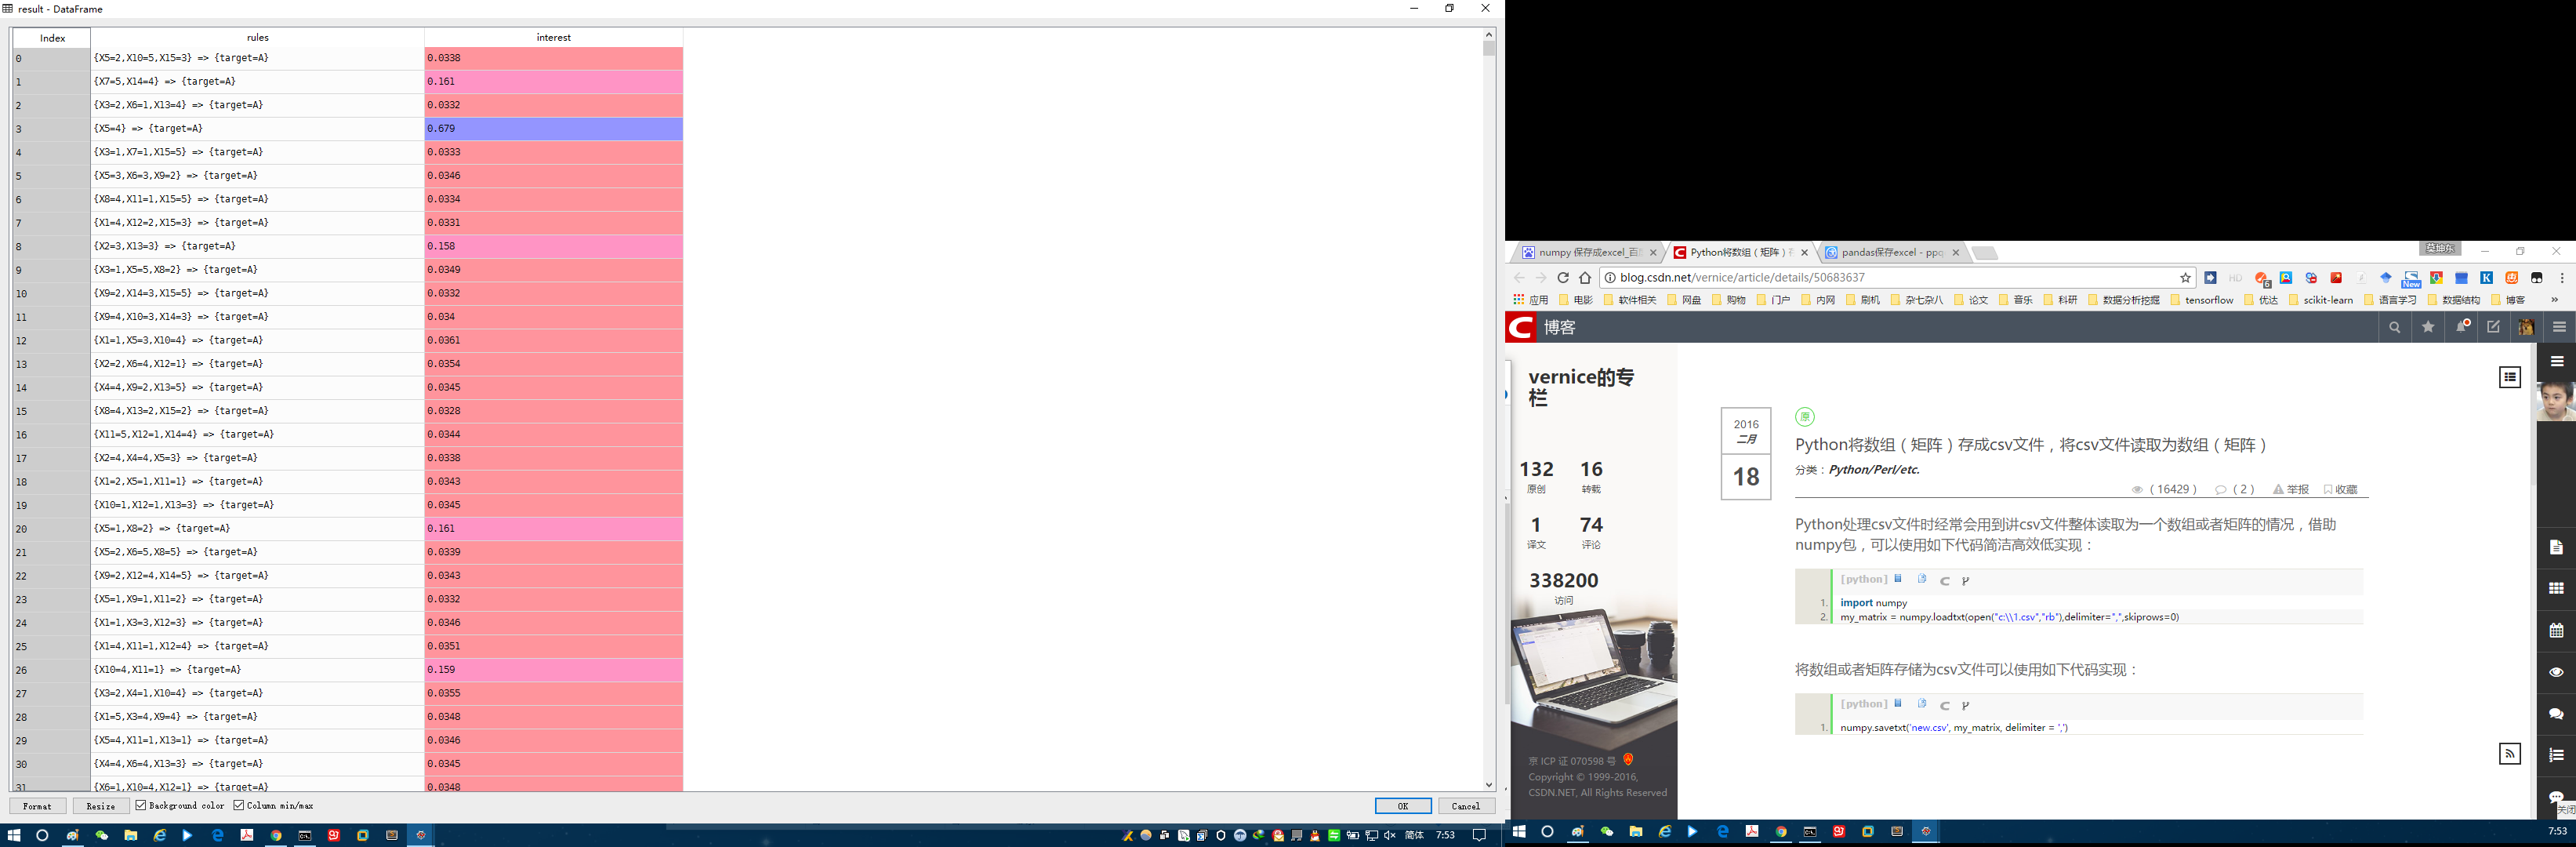 result - DataFrame
Index rules interest
0 {X5=2,X10=5,X15=3} => {target=A} 0.0338
1 {X7=5,X14=4} => {target=A} 0.161
2 {X3=2,X6=1,X13=4} => {target=A} 0.0332
3 {X5=4} => {target=A} 0.679
4 {X3=1,X7=1,X15=5} => {target=A} 0.0333
5 {X5=3,X6=3,X9=2} => {target=A} 0.0346
6 {X8=4,X11=1,X15=5} => {target=A} 0.0334
7 {X1=4,X12=2,X15=3} => {target=A} 0.0331
8 {X2=3,X13=3} => {target=A} 0.158
9 {X3=1,X5=5,X8=2} => {target=A} 0.0349
10 {X9=2,X14=3,X15=5} => {target=A} 0.0332
11 {X9=4,X10=3,X14=3} => {target=A} 0.034
12 {X1=1,X5=3,X10=4} => {target=A} 0.0361
13 {X2=2,X6=4,X12=1} => {target=A} 0.0354
14 {X4=4,X9=2,X13=5} => {target=A} 0.0345
15 {X8=4,X13=2,X15=2} => {target=A} 0.0328
16 {X11=5,X12=1,X14=4} => {target=A} 0.0344
17 {X2=4,X4=4,X5=3} => {target=A} 0.0338
18 {X1=2,X5=1,X11=1} => {target=A} 0.0343
19 {X10=1,X12=1,X13=3} => {target=A} 0.0345
20 {X5=1,X8=2} => {target=A} 0.161
21 {X5=2,X6=5,X8=5} => {target=A} 0.0339
22 {X9=2,X12=4,X14=5} => {target=A} 0.0343
23 {X5=1,X9=1,X11=2} => {target=A} 0.0332
24 {X1=1,X3=3,X12=3} => {target=A} 0.0346
25 {X1=4,X11=1,X12=4} => {target=A} 0.0351
26 {X10=4,X11=1} => {target=A} 0.159
27 {X3=2,X4=1,X10=4} => {target=A} 0.0355
28 {X1=5,X3=4,X9=4} => {target=A} 0.0348
29 {X5=4,X11=1,X13=1} => {target=A} 0.0346
30 {X4=4,X6=4,X13=3} => {target=A} 0.0345
31 {X6=1,X10=4,X12=1} => {target=A} 0.0348
Format Resize Background color Column min/max OK Cancel
简体 7:53
numpy 保存成excel_百 Python将数组（矩阵） pandas保存excel - ppq
blog.csdn.net/vernice/article/details/50683637
应用 电影 软件相关 网盘 购物 门户 内网 刷机 杂七杂八 论文 音乐 科研 数据分析挖掘 tensorflow 优达 scikit-learn 语言学习 数据结构 博客 »
New
6
博客
vernice的专栏
132 16
原创 转载
1 74
译文 评论
338200
访问
京 ICP 证 070598 号
Copyright © 1999-2016,
CSDN.NET, All Rights Reserved
2016
二月
18
原
Python将数组（矩阵）存成csv文件，将csv文件读取为数组（矩阵）
分类：Python/Perl/etc.
（16429） （2） 举报 收藏
Python处理csv文件时经常会用到讲csv文件整体读取为一个数组或者矩阵的情况，借助
numpy包，可以使用如下代码简洁高效低实现：
[python]
1. import numpy
2. my_matrix = numpy.loadtxt(open("c:\\1.csv","rb"),delimiter=",",skiprows=0)
将数组或者矩阵存储为csv文件可以使用如下代码实现：
[python]
1. numpy.savetxt('new.csv', my_matrix, delimiter = ',')
关闭
7:53